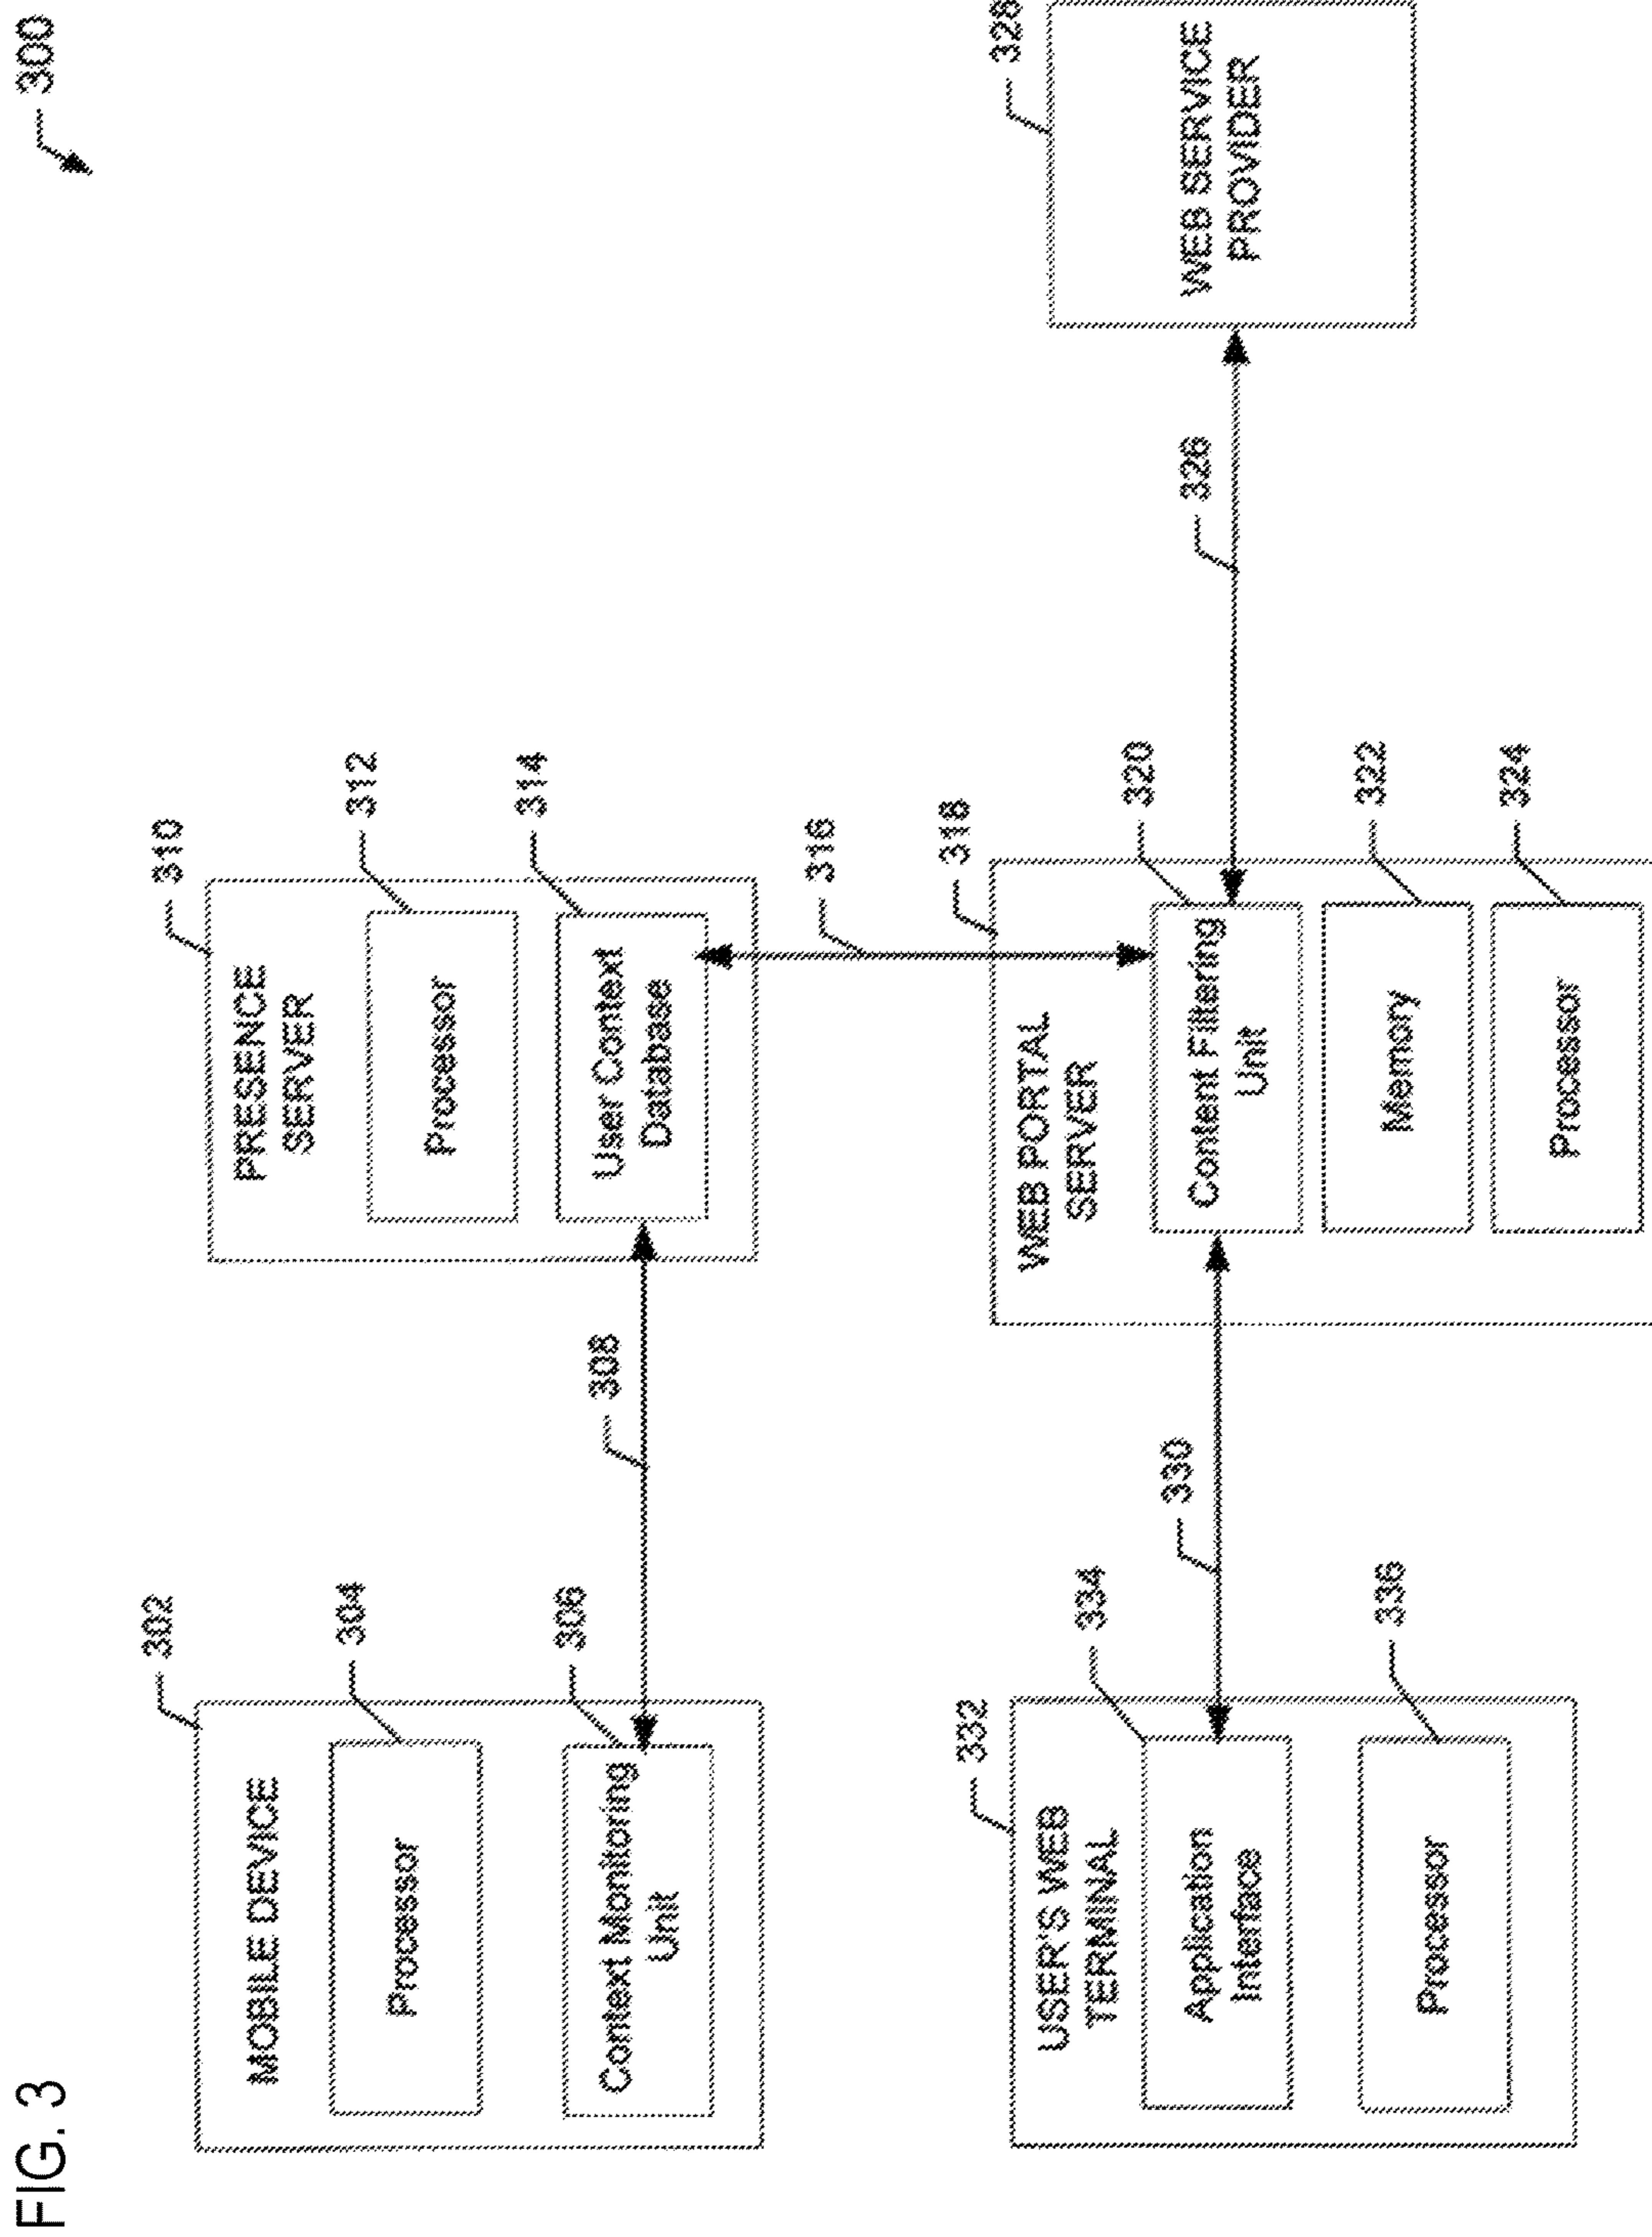 FIG. 3
300
302
MOBILE DEVICE
304
Processor
306
Context Monitoring
Unit
308
310
PRESENCE
SERVER
312
Processor
314
User Context
Database
316
318
WEB PORTAL
SERVER
320
Content Filtering
Unit
322
Memory
324
Processor
326
328
WEB SERVICE
PROVIDER
330
332
USER'S WEB
TERMINAL
334
Application
Interface
336
Processor